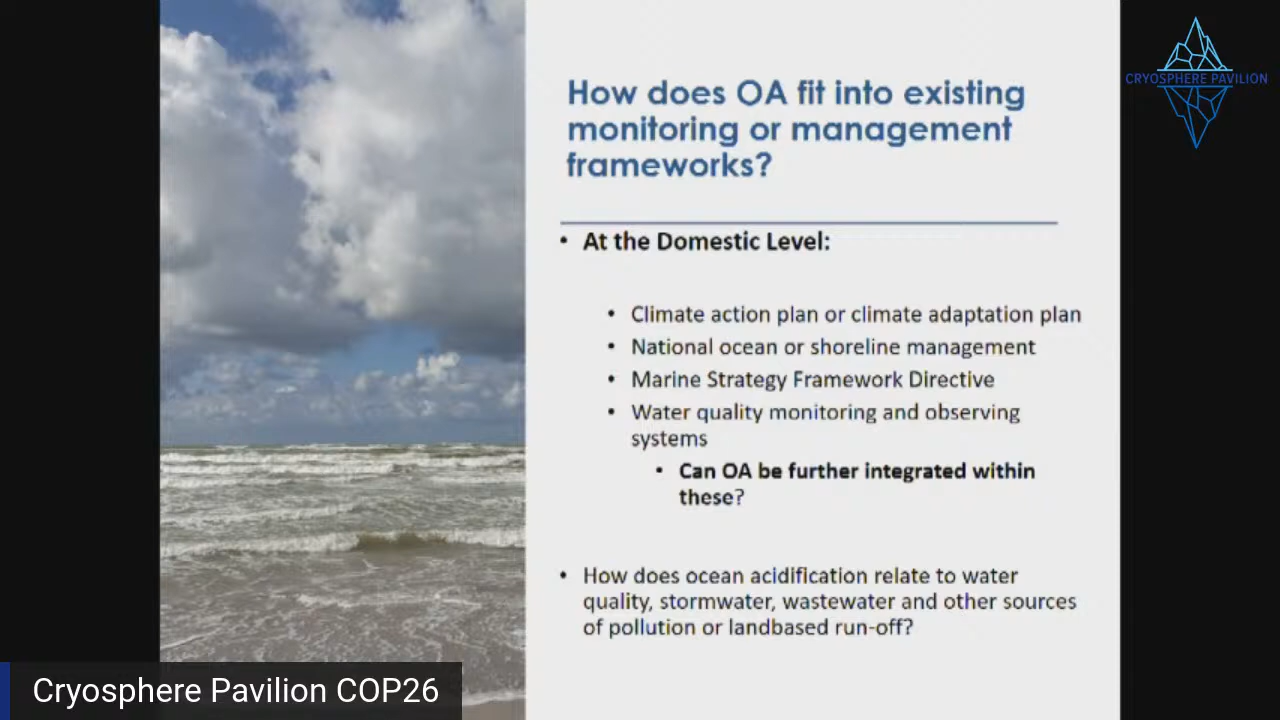 How does OA fit into existing
monitoring or management
frameworks?
CRYOSPHERE PAVILION
• At the Domestic Level:
• Climate action plan or climate adaptation plan
• National ocean or shoreline management
• Marine Strategy Framework Directive
• Water quality monitoring and observing
systems
• Can OA be further integrated within
these?
• How does ocean acidification relate to water
quality, stormwater, wastewater and other sources
of pollution or landbased run-off?
Cryosphere Pavilion COP26